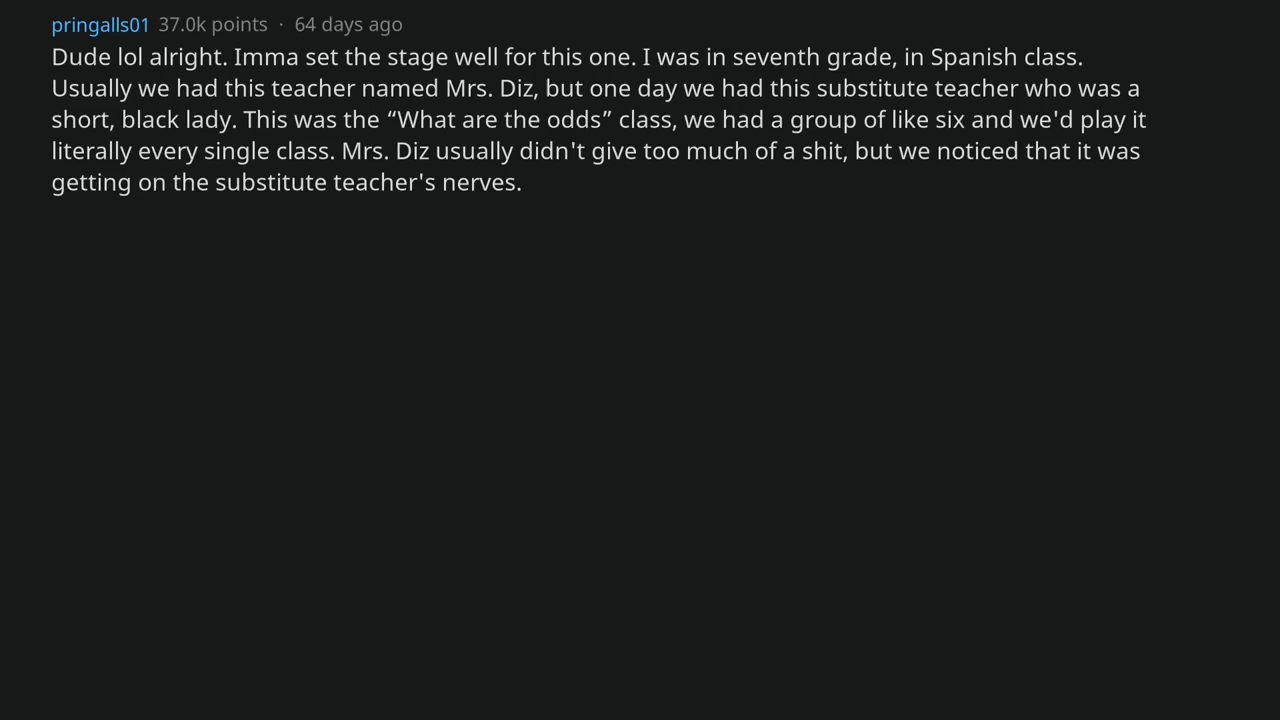 pringalls01 37.0k points · 64 days ago
Dude lol alright. Imma set the stage well for this one. I was in seventh grade, in Spanish class.
Usually we had this teacher named Mrs. Diz, but one day we had this substitute teacher who was a
short, black lady. This was the “What are the odds” class, we had a group of like six and we'd play it
literally every single class. Mrs. Diz usually didn't give too much of a shit, but we noticed that it was
getting on the substitute teacher's nerves.